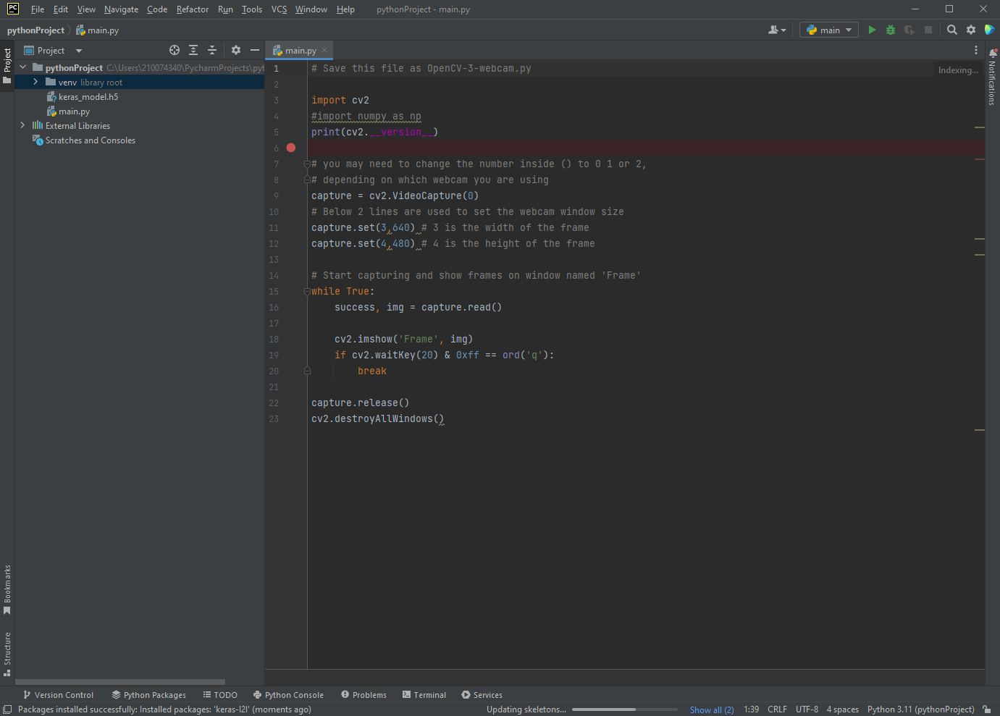 PC File Edit View Navigate Code Refactor Run Tools VCS Window Help pythonProject - main.py
pythonProject main.py main
Project Project main.py
pythonProject C:\Users\210074340\PycharmProjects\pyt
venv library root
keras_model.h5
main.py
External Libraries
Scratches and Consoles
Indexing...
Notifications
1 # Save this file as OpenCV-3-webcam.py
2
3 import cv2
4 #import numpy as np
5 print(cv2.__version__)
6
7 # you may need to change the number inside () to 0 1 or 2,
8 # depending on which webcam you are using
9 capture = cv2.VideoCapture(0)
10 # Below 2 lines are used to set the webcam window size
11 capture.set(3,640) # 3 is the width of the frame
12 capture.set(4,480) # 4 is the height of the frame
13
14 # Start capturing and show frames on window named 'Frame'
15 while True:
16     success, img = capture.read()
17
18     cv2.imshow('Frame', img)
19     if cv2.waitKey(20) & 0xff == ord('q'):
20         break
21
22 capture.release()
23 cv2.destroyAllWindows()
Bookmarks
Structure
Version Control Python Packages TODO Python Console Problems Terminal Services
Packages installed successfully: Installed packages: 'keras-l2l' (moments ago) Updating skeletons... Show all (2) 1:39 CRLF UTF-8 4 spaces Python 3.11 (pythonProject)